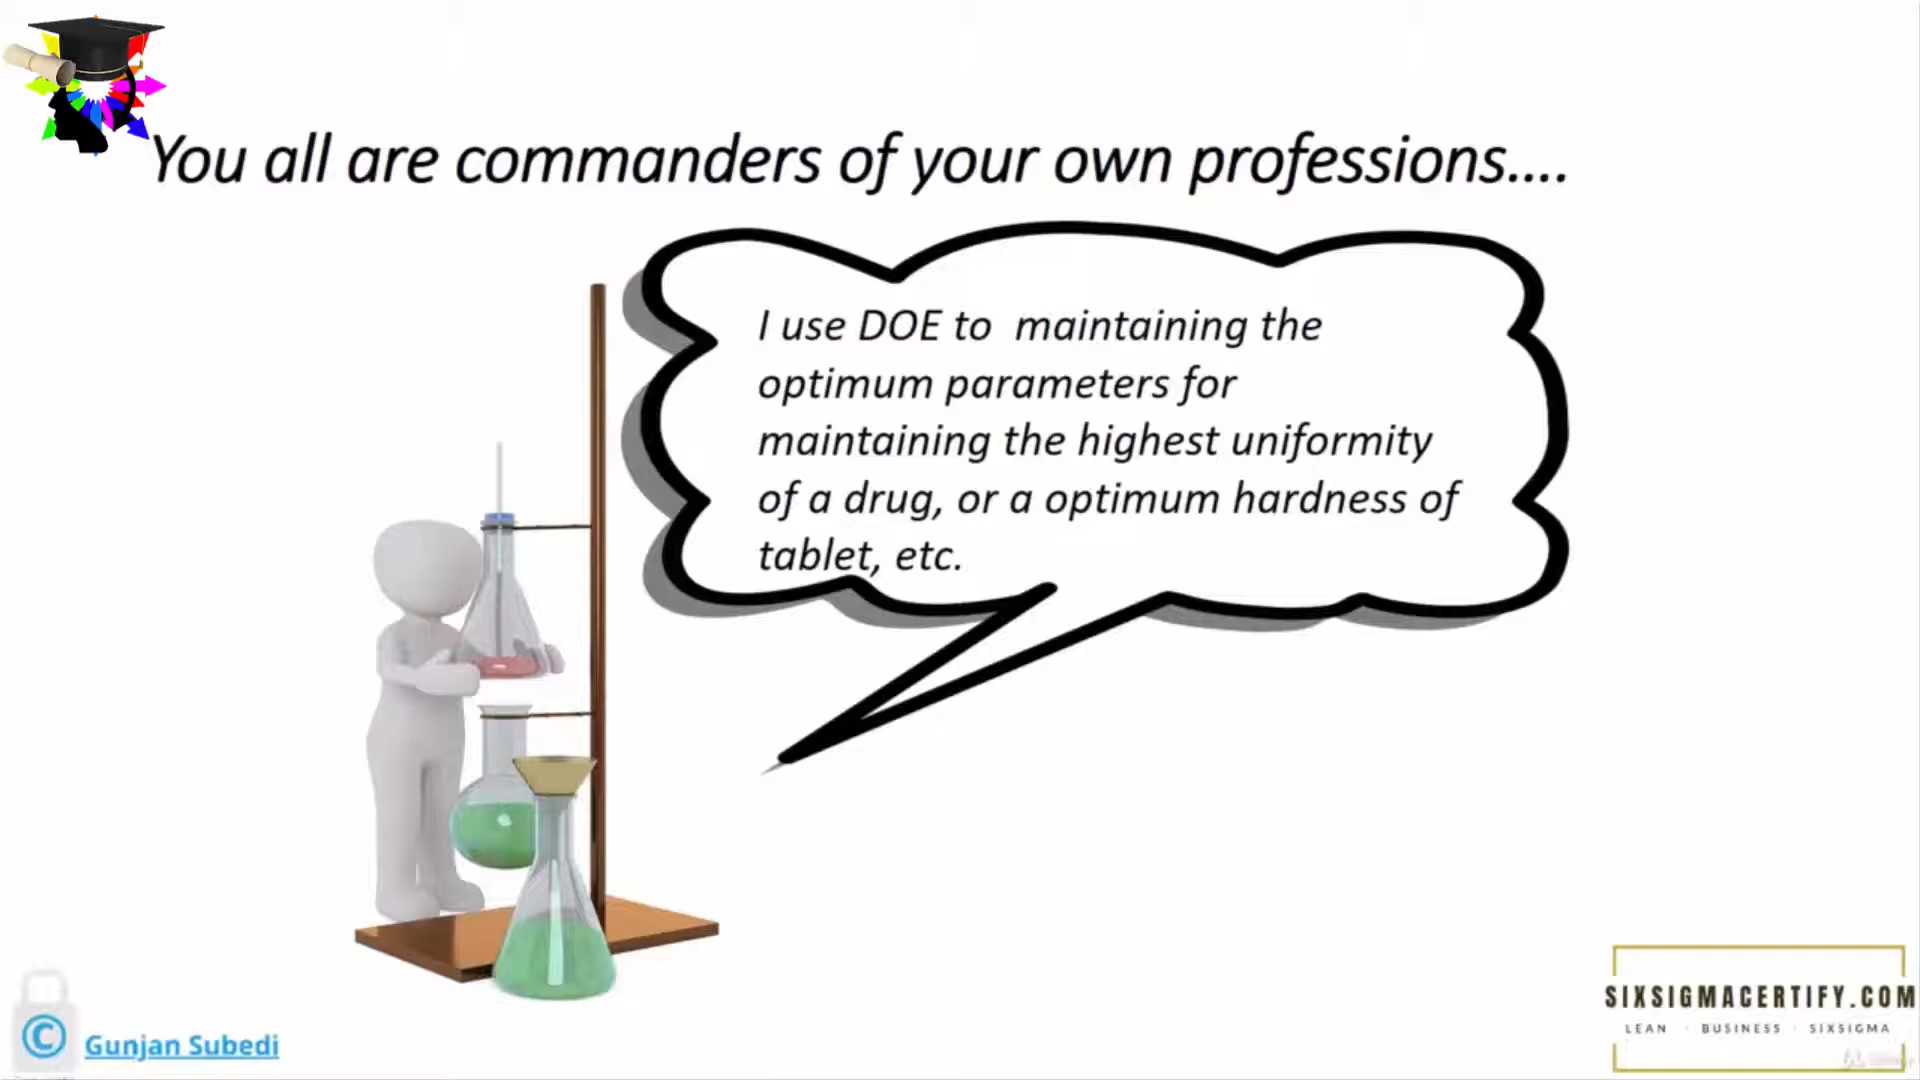 You all are commanders of your own professions....
I use DOE to maintaining the
optimum parameters for
maintaining the highest uniformity
of a drug, or a optimum hardness of
tablet, etc.
© Gunjan Subedi
SIXSIGMACERTIFY.COM
LEAN · BUSINESS · SIXSIGMA